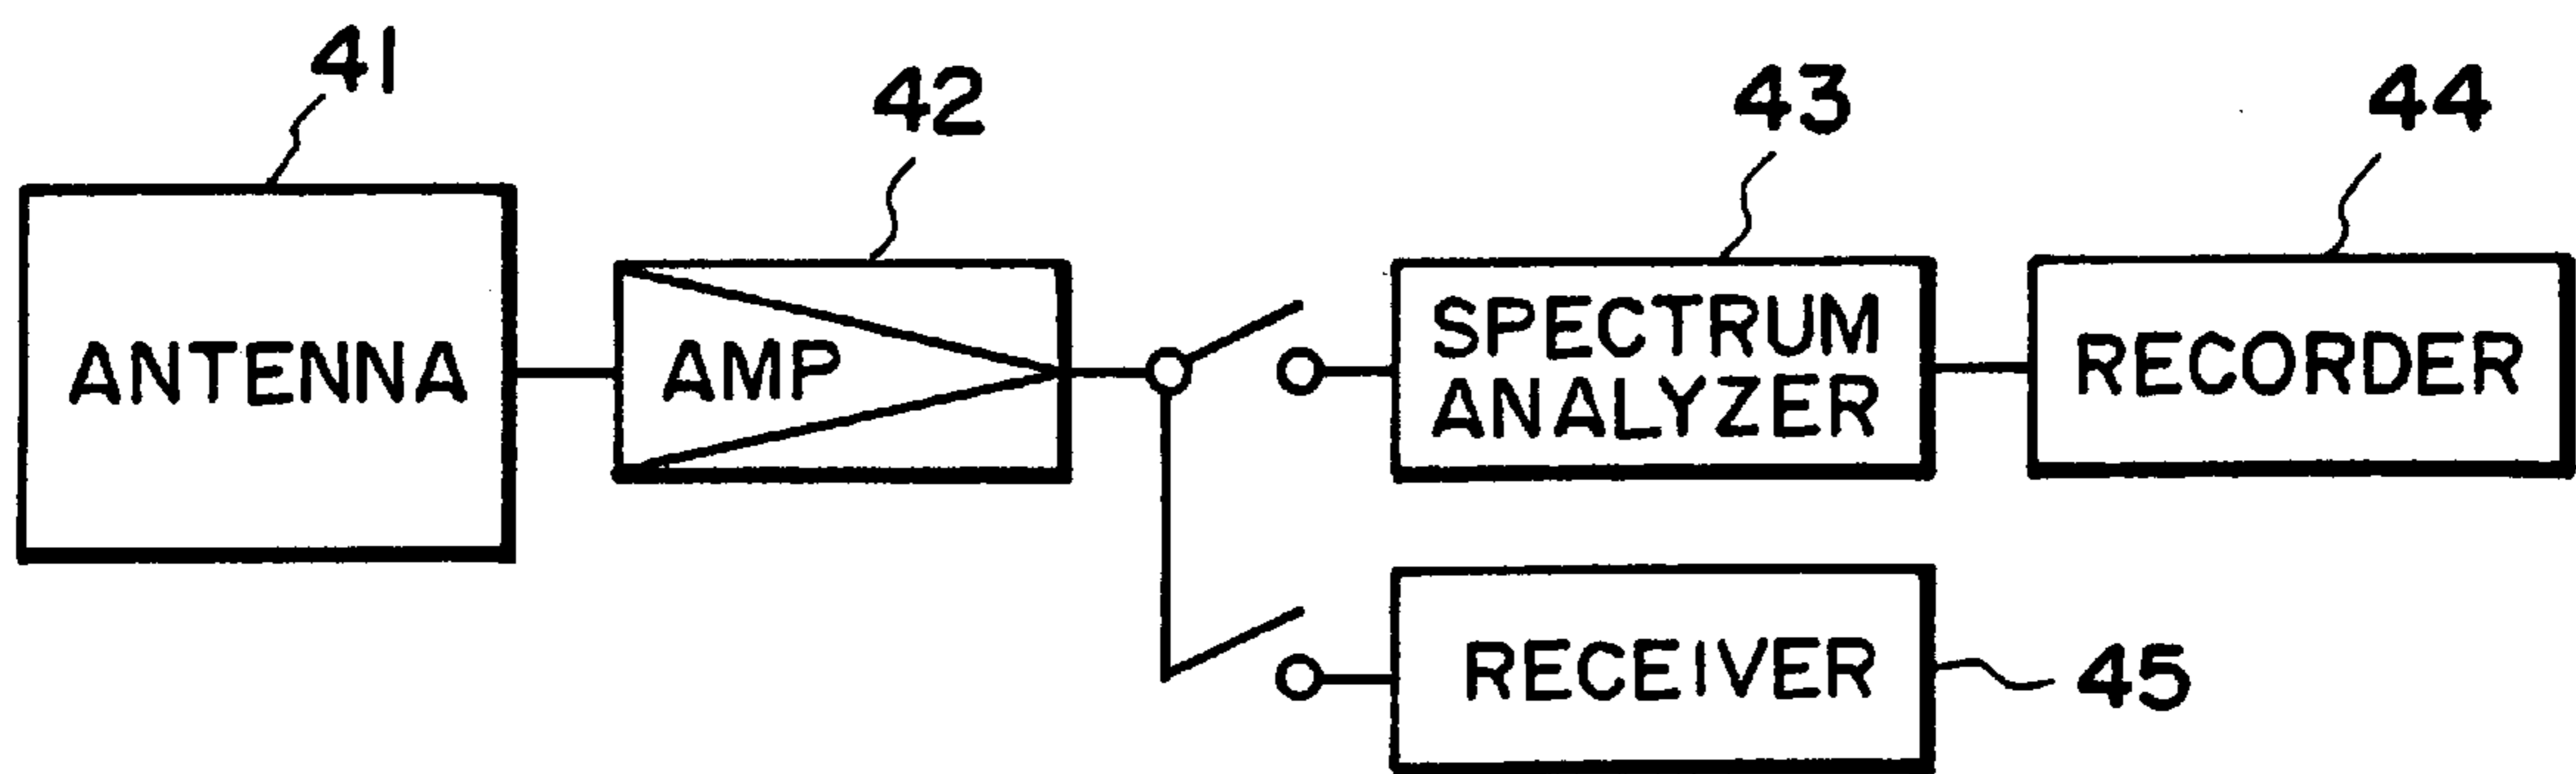 41
42
43
44
ANTENNA
AMP
SPECTRUM
ANALYZER
RECORDER
RECEIVER
45